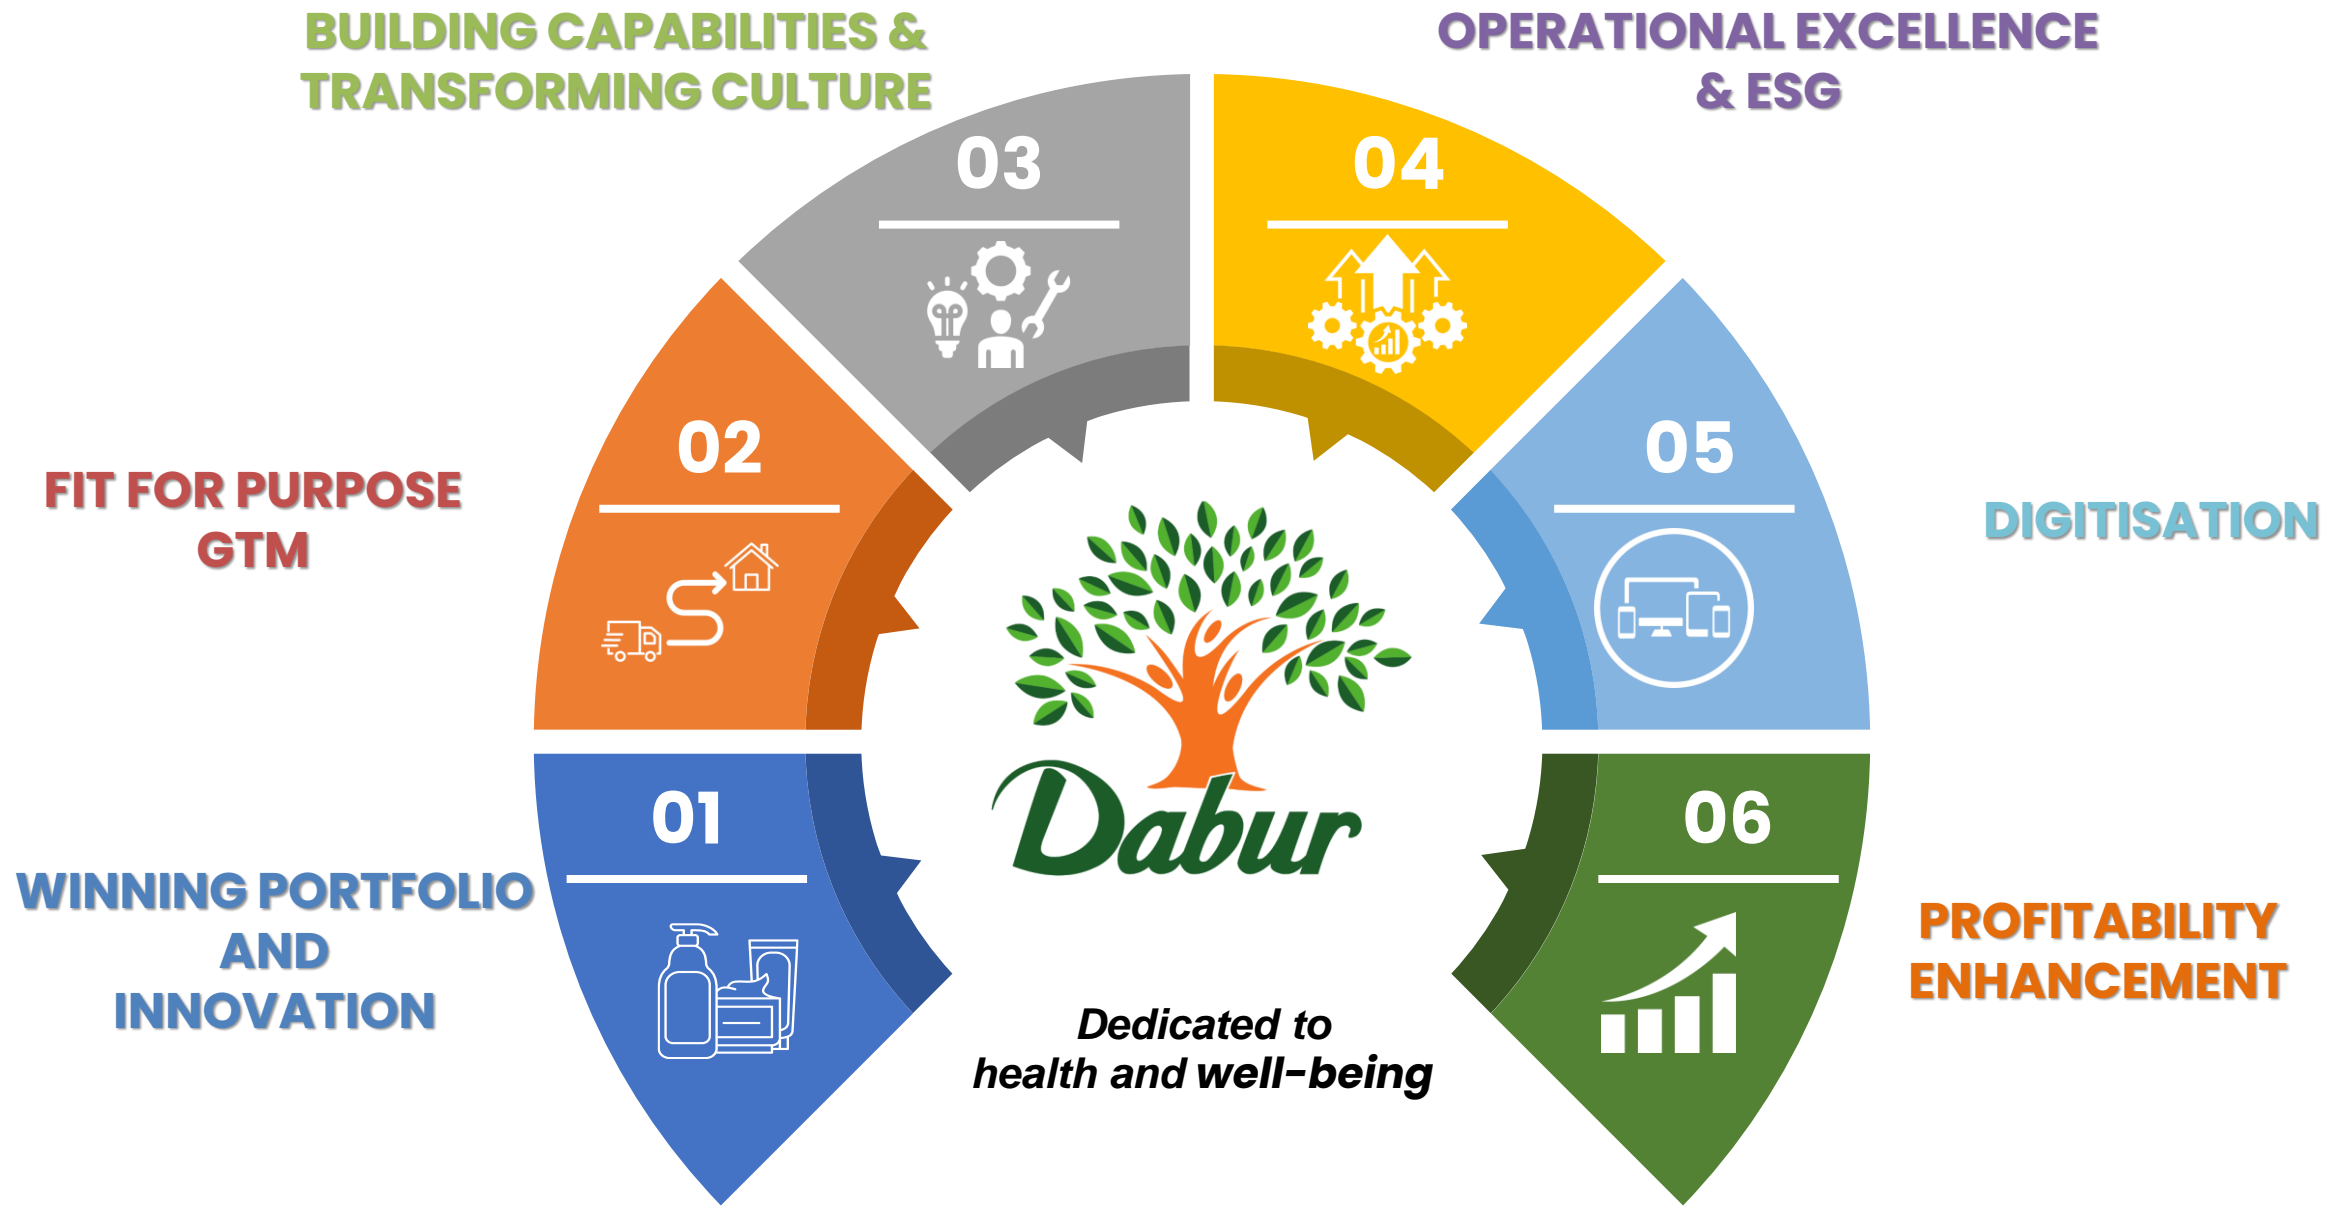 BUILDING CAPABILITIES &
TRANSFORMING CULTURE
OPERATIONAL EXCELLENCE
& ESG
03
04
FIT FOR PURPOSE
GTM
02
05
DIGITISATION
Dabur
01
06
WINNING PORTFOLIO
AND
INNOVATION
PROFITABILITY
ENHANCEMENT
Dedicated to
health and well-being